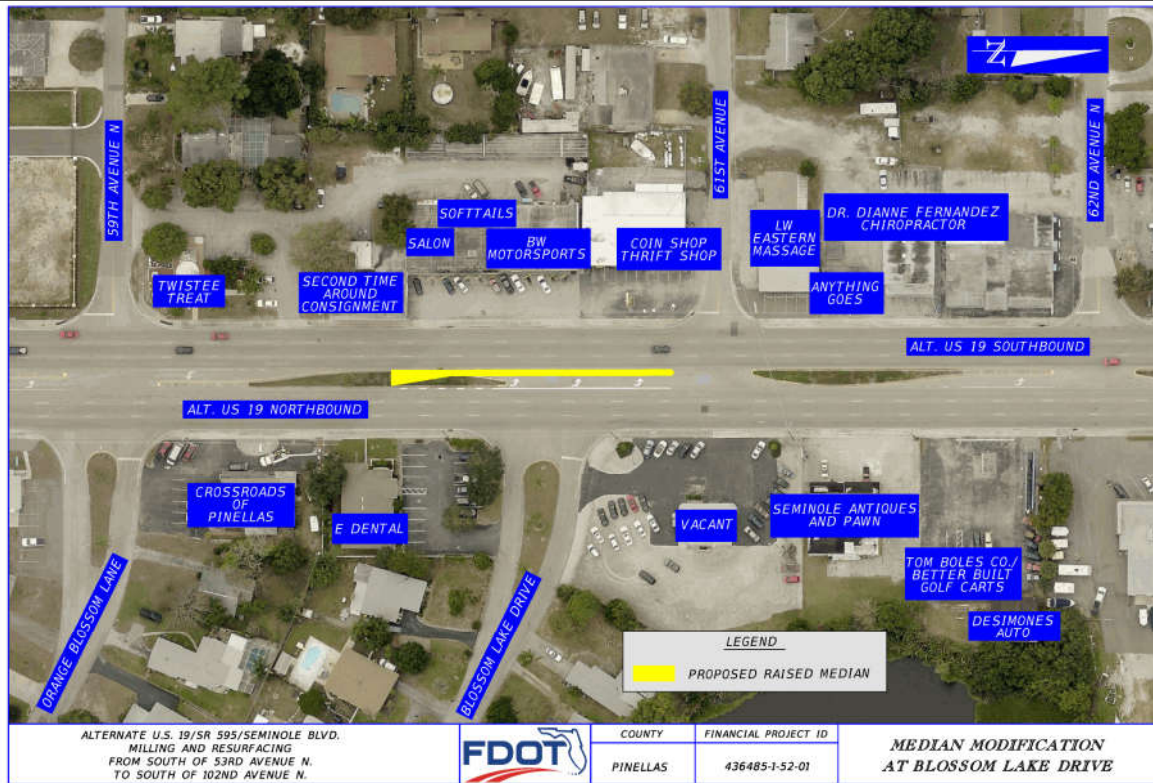 59TH AVENUE N
61ST AVENUE
62ND AVENUE N
N
SOFTTAILS
SALON
BW
MOTORSPORTS
COIN SHOP
THRIFT SHOP
LW
EASTERN
MASSAGE
DR. DIANNE FERNANDEZ
CHIROPRACTOR
TWISTEE
TREAT
SECOND TIME
AROUND
CONSIGNMENT
ANYTHING
GOES
ALT. US 19 SOUTHBOUND
ALT. US 19 NORTHBOUND
CROSSROADS
OF
PINELLAS
E DENTAL
VACANT
SEMINOLE ANTIQUES
AND PAWN
TOM BOLES CO./
BETTER BUILT
GOLF CARTS
DESIMONES
AUTO
ORANGE BLOSSOM LANE
BLOSSOM LAKE DRIVE
LEGEND
PROPOSED RAISED MEDIAN
ALTERNATE U.S. 19/SR 595/SEMINOLE BLVD.
MILLING AND RESURFACING
FROM SOUTH OF 53RD AVENUE N.
TO SOUTH OF 102ND AVENUE N.
FDOT
COUNTY
PINELLAS
FINANCIAL PROJECT ID
436485-1-52-01
MEDIAN MODIFICATION
AT BLOSSOM LAKE DRIVE